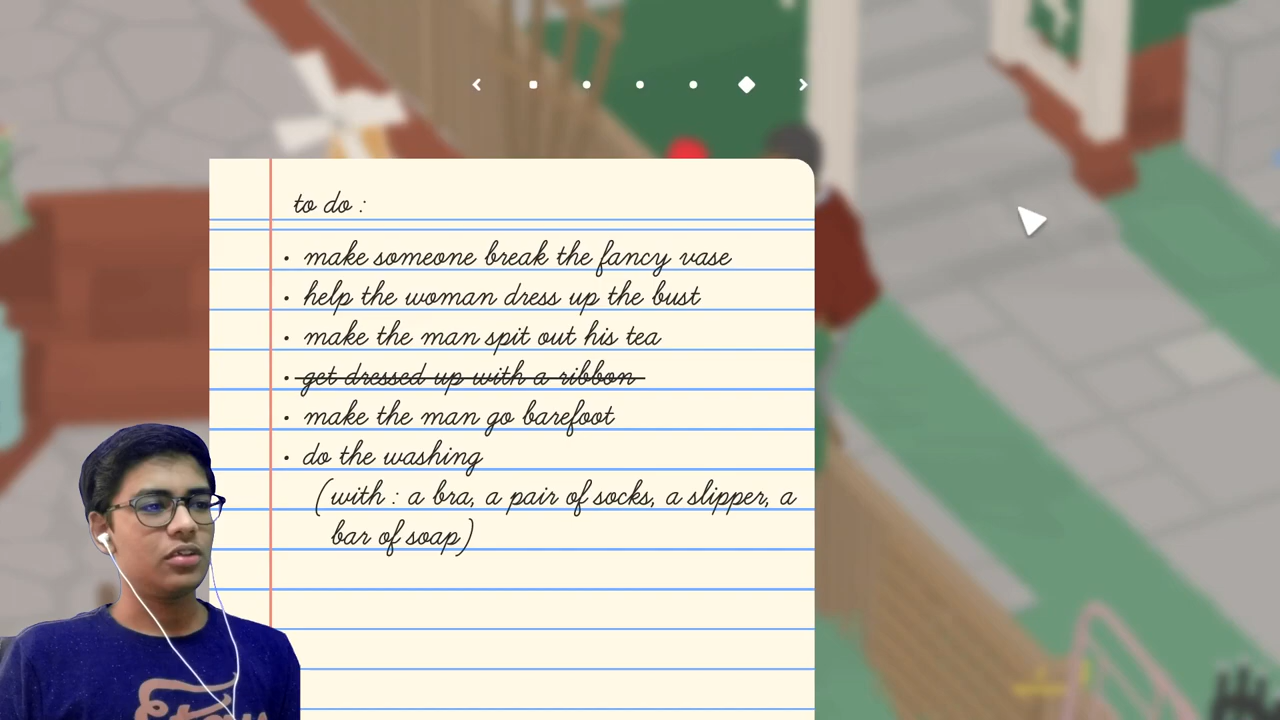 to do :
• make someone break the fancy vase
• help the woman dress up the bust
• make the man spit out his tea
• get dressed up with a ribbon
• make the man go barefoot
• do the washing
(with : a bra, a pair of socks, a slipper, a
bar of soap)